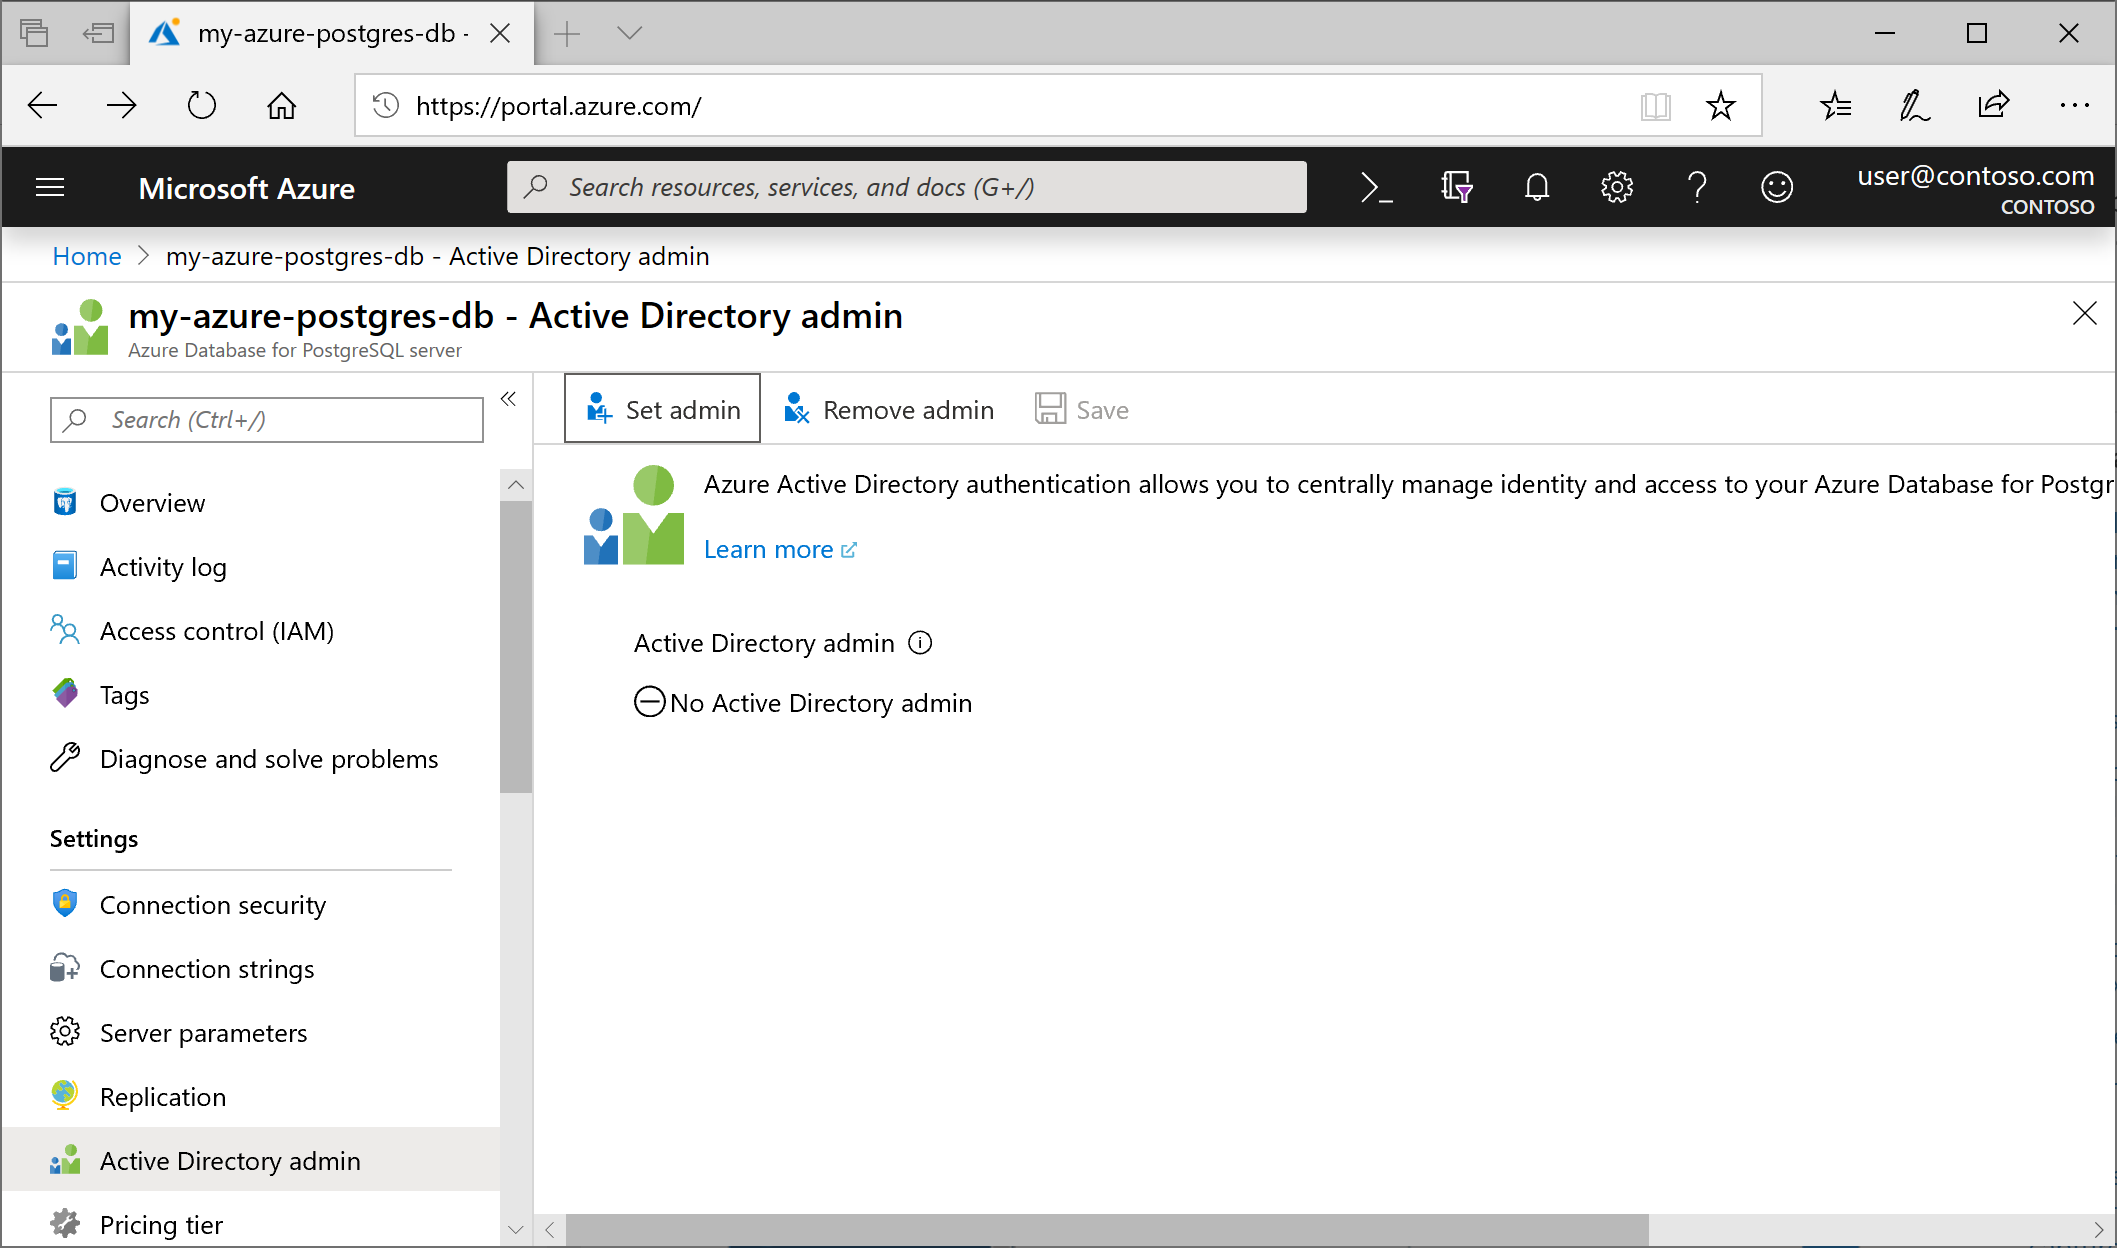 my-azure-postgres-db -
https://portal.azure.com/
Microsoft Azure
Search resources, services, and docs (G+/)
user@contoso.com
CONTOSO
Home > my-azure-postgres-db - Active Directory admin
my-azure-postgres-db - Active Directory admin
Azure Database for PostgreSQL server
Search (Ctrl+/)
Overview
Activity log
Access control (IAM)
Tags
Diagnose and solve problems
Settings
Connection security
Connection strings
Server parameters
Replication
Active Directory admin
Pricing tier
Set admin
Remove admin
Save
Azure Active Directory authentication allows you to centrally manage identity and access to your Azure Database for Postgr
Learn more
Active Directory admin
No Active Directory admin